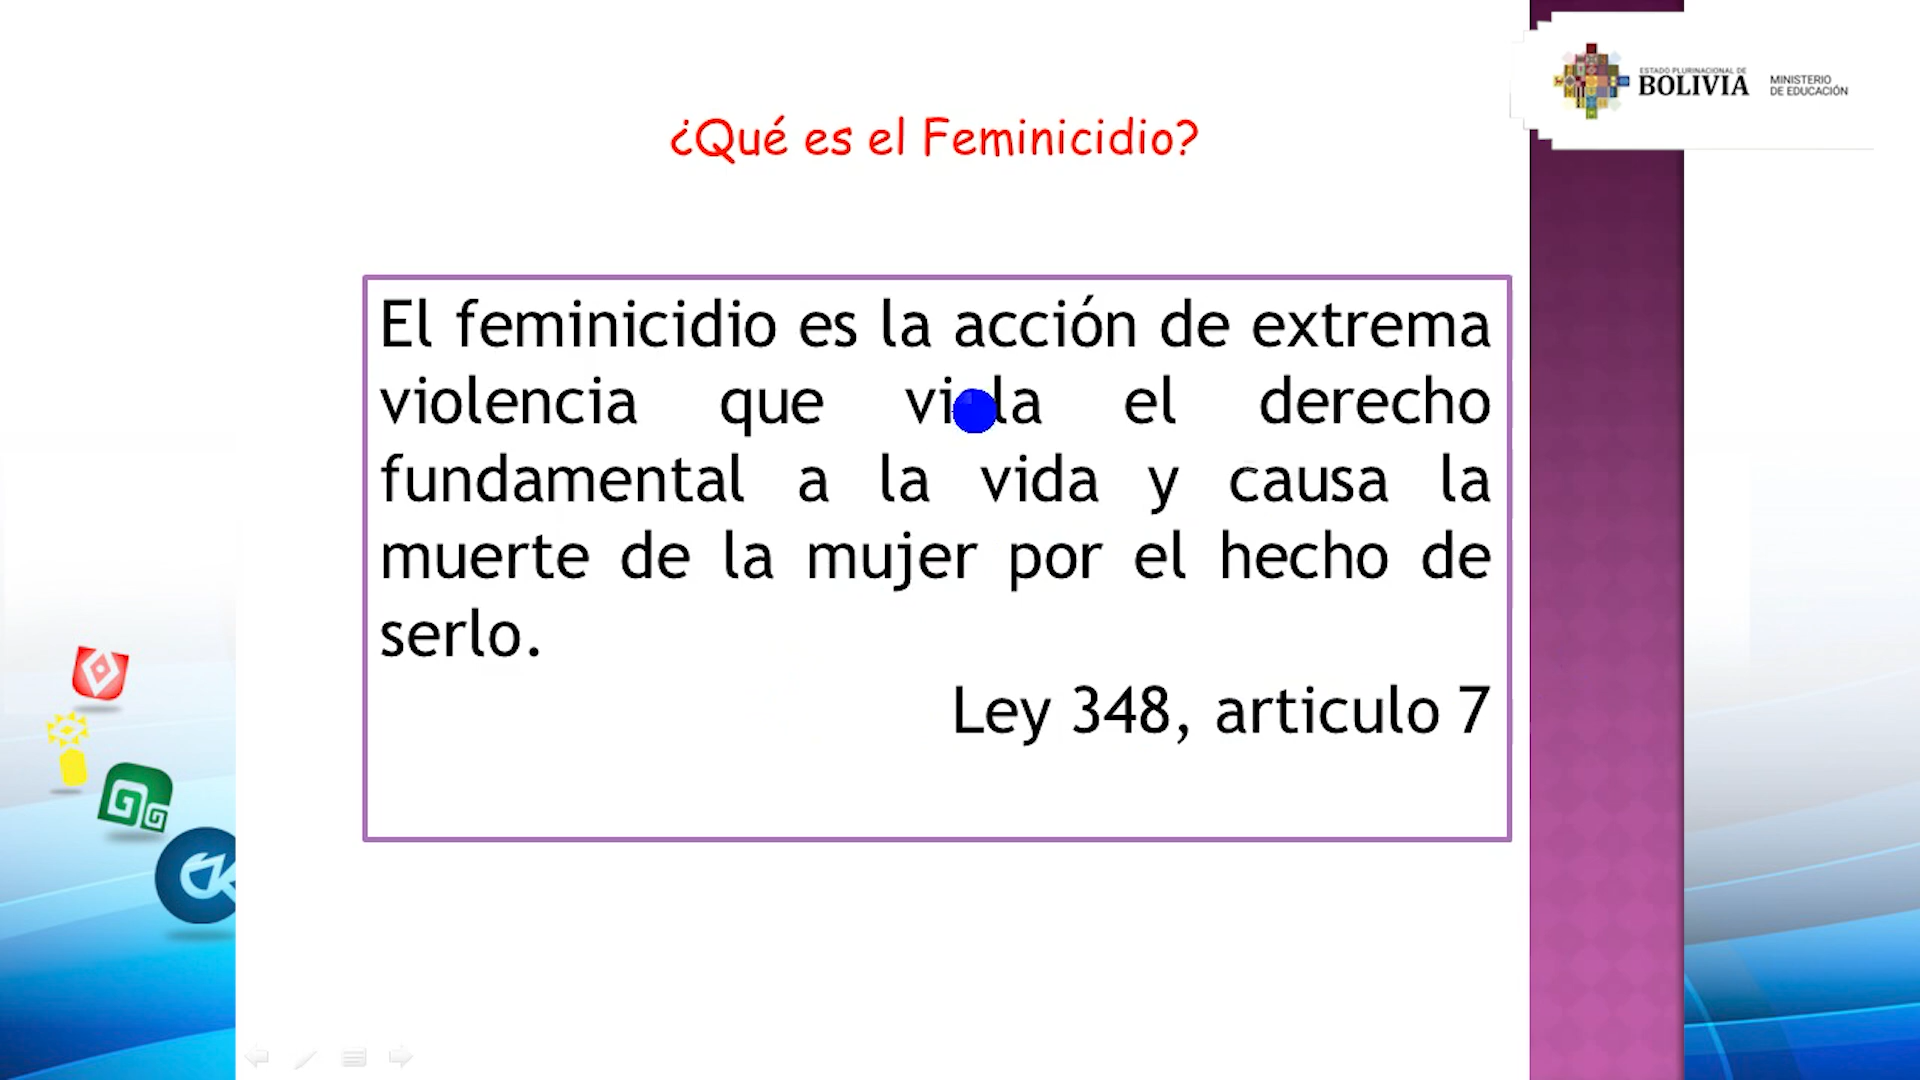 ESTADO PLURINACIONAL DE
BOLIVIA
MINISTERIO
DE EDUCACIÓN
¿Qué es el Feminicidio?
El feminicidio es la acción de extrema
violencia que viola el derecho
fundamental a la vida y causa la
muerte de la mujer por el hecho de
serlo.
Ley 348, articulo 7